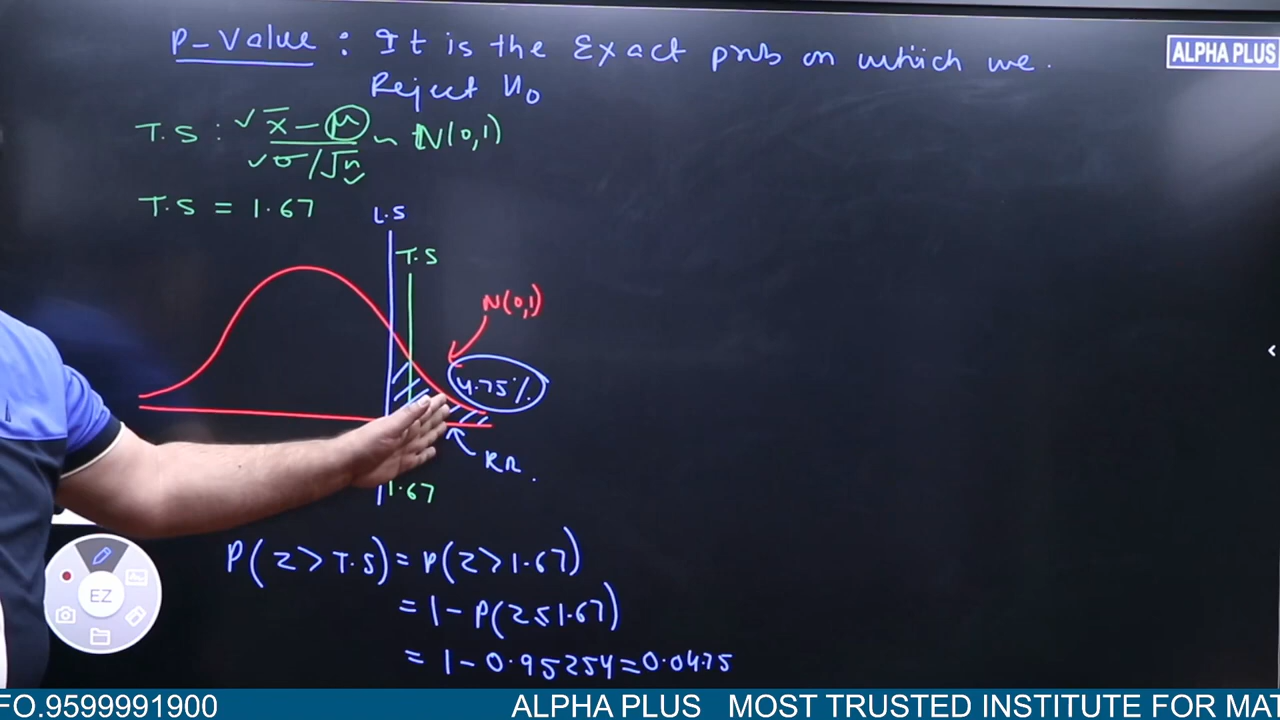 P-Value : It is the Exact prob on which we.
ALPHA PLUS
Reject H0
T.S : x̄ - μ / σ/√n ~ N(0,1)
T.S = 1.67
L.S
T.S
N(0,1)
4.75%
RR.
1.67
P(Z > T.S) = P(Z > 1.67)
= 1 - P(Z ≤ 1.67)
= 1 - 0.95254 = 0.0475
EZ
FO.9599991900 ALPHA PLUS MOST TRUSTED INSTITUTE FOR MAT